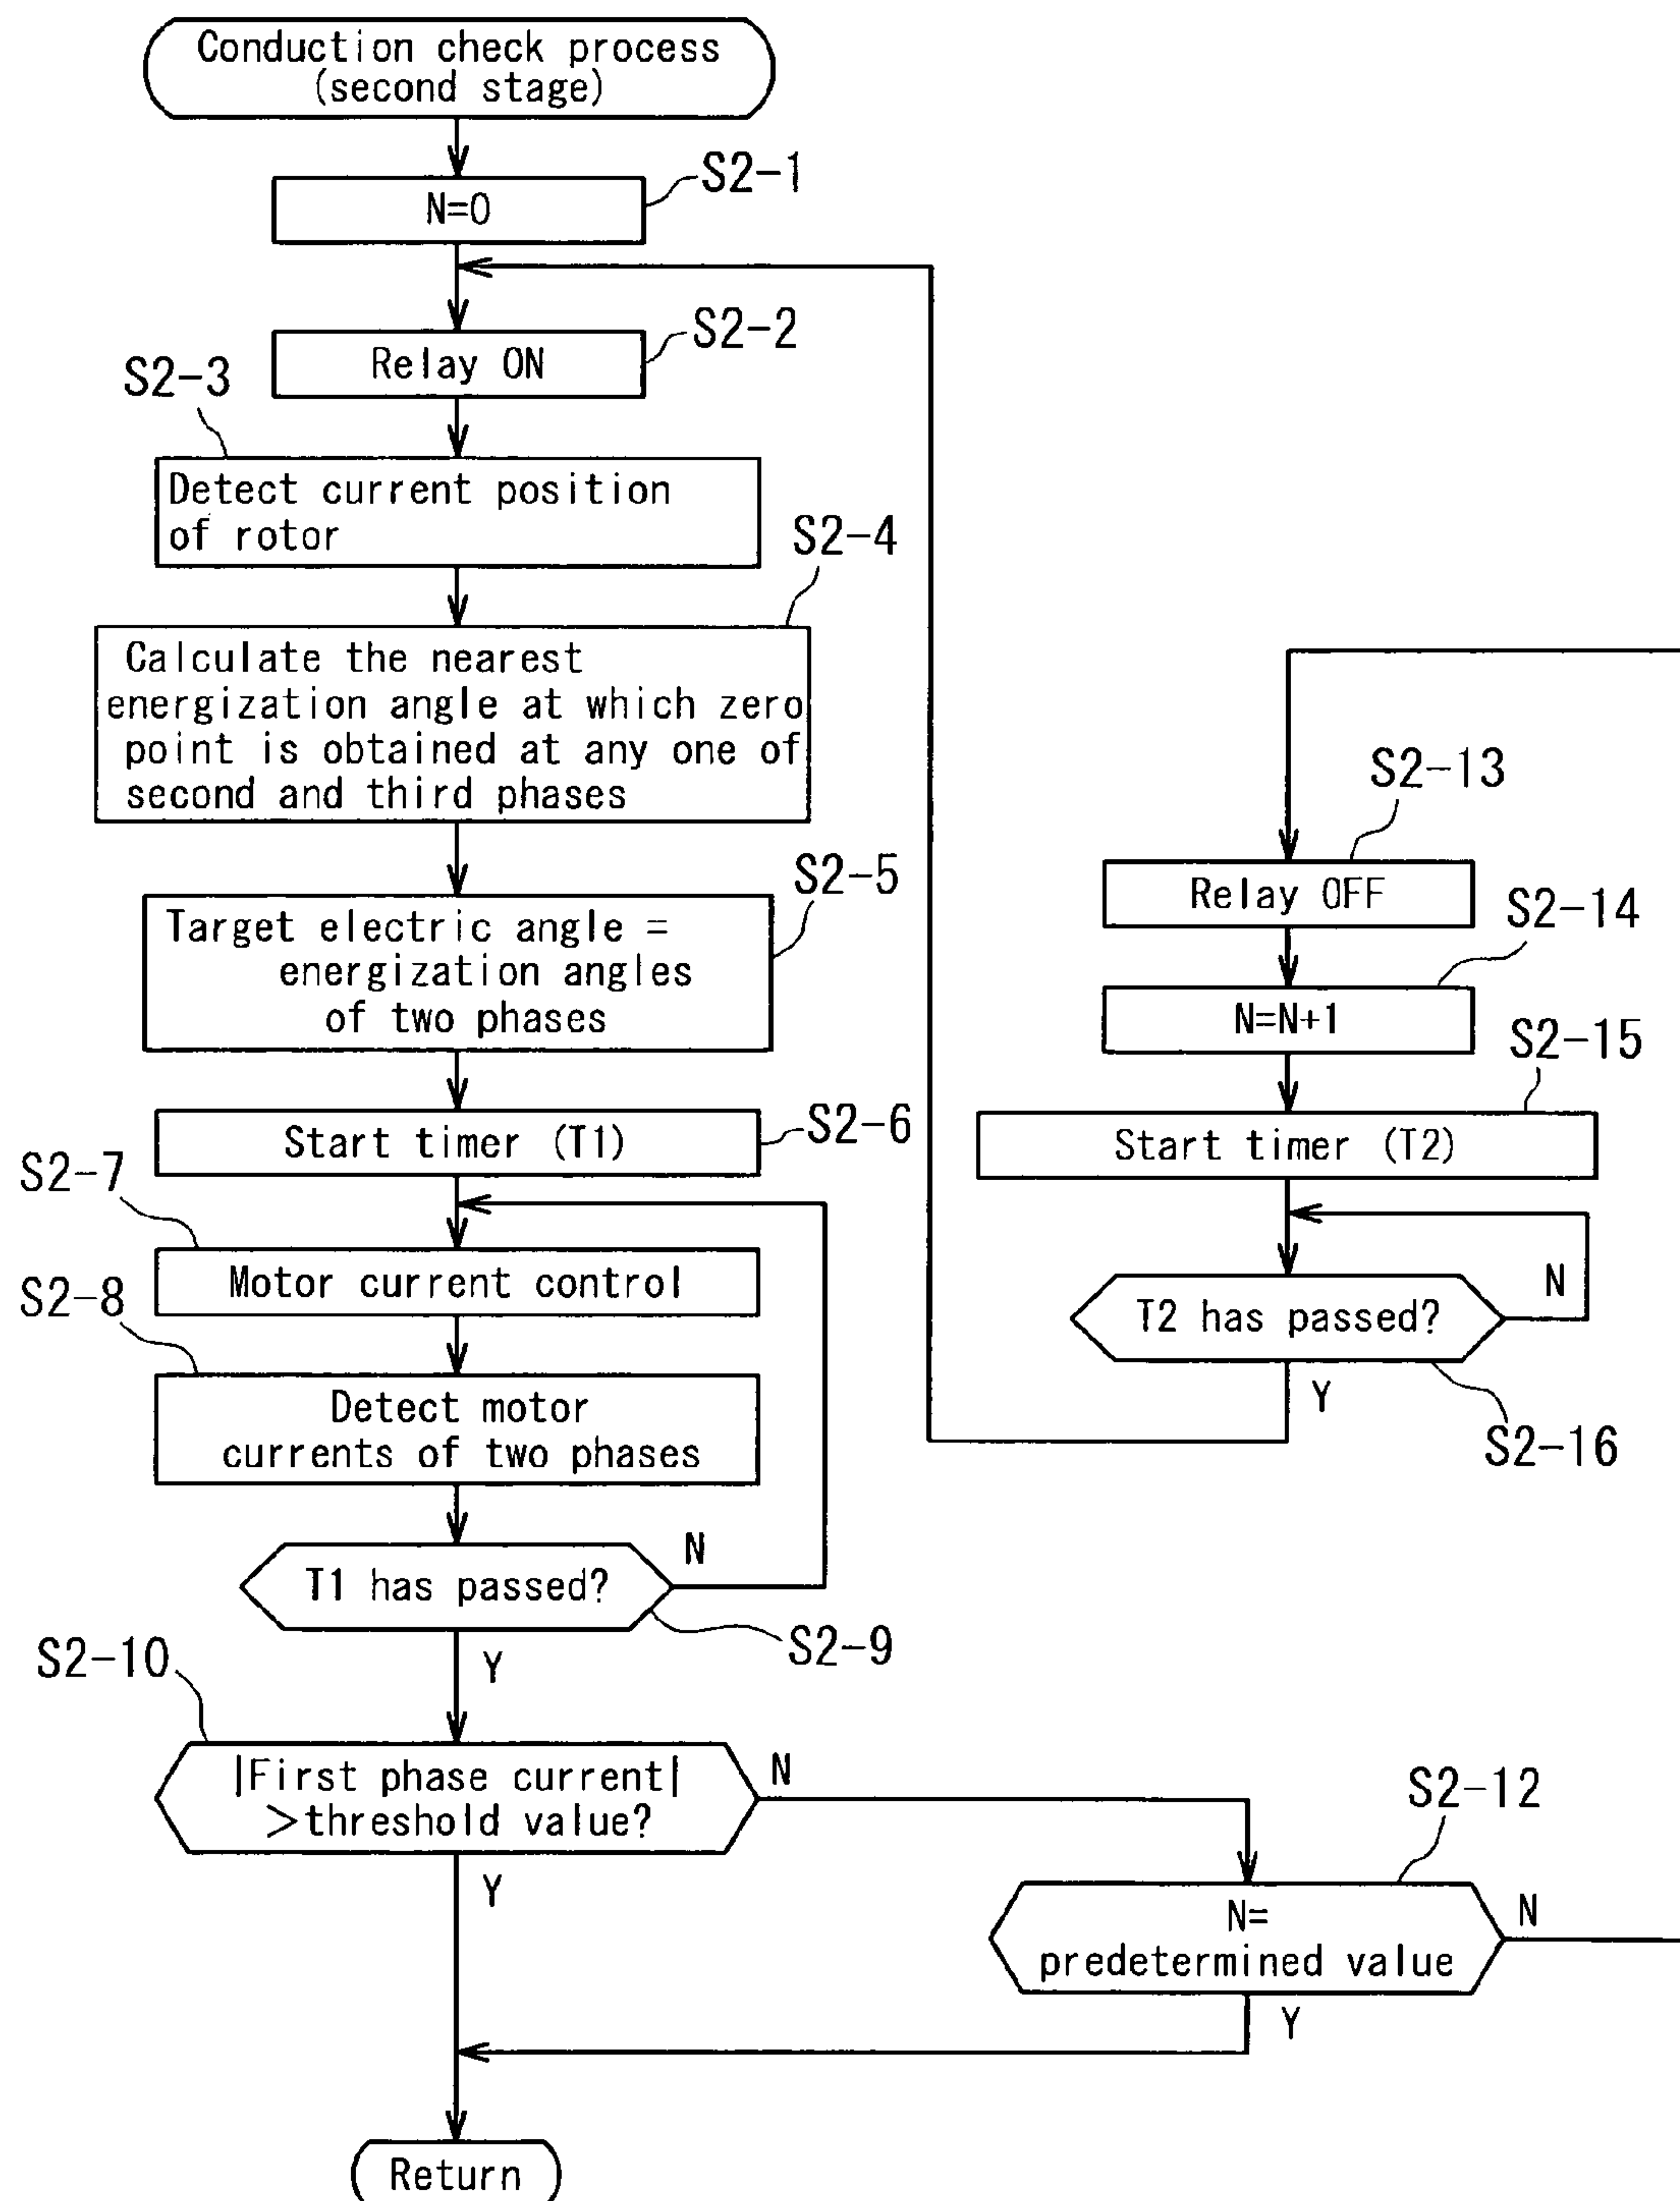 Conduction check process
(second stage)
S2-1
N=0
S2-2
Relay ON
S2-3
Detect current position
of rotor
S2-4
Calculate the nearest
energization angle at which zero
point is obtained at any one of
second and third phases
S2-5
Target electric angle =
energization angles
of two phases
S2-6
Start timer (T1)
S2-7
Motor current control
S2-8
Detect motor
currents of two phases
T1 has passed?
N
S2-9
Y
S2-10
|First phase current|
>threshold value?
N
Y
S2-12
N=
predetermined value
N
Y
S2-13
Relay OFF
S2-14
N=N+1
S2-15
Start timer (T2)
T2 has passed?
N
Y
S2-16
Return